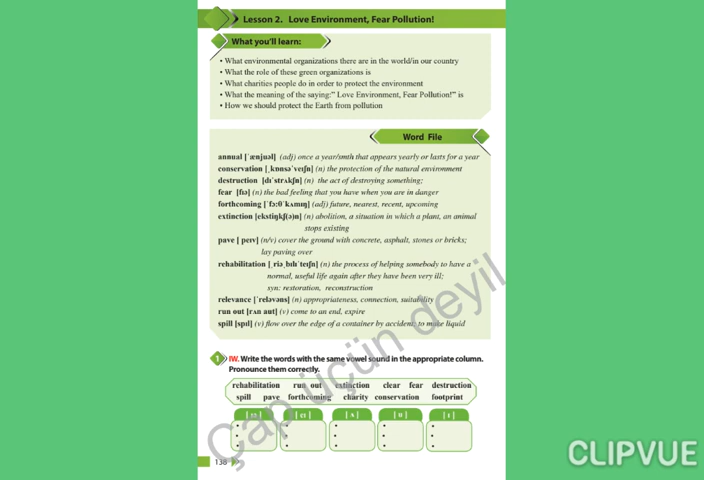 Lesson 2. Love Environment, Fear Pollution!
What you'll learn:
• What environmental organizations there are in the world/in our country
• What the role of these green organizations is
• What charities people do in order to protect the environment
• What the meaning of the saying:” Love Environment, Fear Pollution!” is
• How we should protect the Earth from pollution
Word File
annual [ˈænjuəl] (adj) once a year/smth that appears yearly or lasts for a year
conservation [ˌkɒnsəˈveɪʃn] (n) the protection of the natural environment
destruction [dɪˈstrʌkʃn] (n) the act of destroying something;
fear [fɪə] (n) the bad feeling that you have when you are in danger
forthcoming [ˈfɔːθˈkʌmɪŋ] (adj) future, nearest, recent, upcoming
extinction [ekstiŋkʃ(ə)n] (n) abolition, a situation in which a plant, an animal
stops existing
pave [ peɪv] (n/v) cover the ground with concrete, asphalt, stones or bricks;
lay paving over
rehabilitation [ˌriəˌbɪlɪˈteɪʃn] (n) the process of helping somebody to have a
normal, useful life again after they have been very ill;
syn: restoration, reconstruction
relevance [ˈreləvəns] (n) appropriateness, connection, suitability
run out [rʌn aut] (v) come to an end, expire
spill [spɪl] (v) flow over the edge of a container by accident; to make liquid
1 IW. Write the words with the same vowel sound in the appropriate column.
Pronounce them correctly.
rehabilitation run out extinction clear fear destruction
spill pave forthcoming charity conservation footprint
[ ɪə ] [ eɪ ] [ ʌ ] [ ʊ ] [ ɪ ]
138
Çap üçün deyil
CLIPVUE